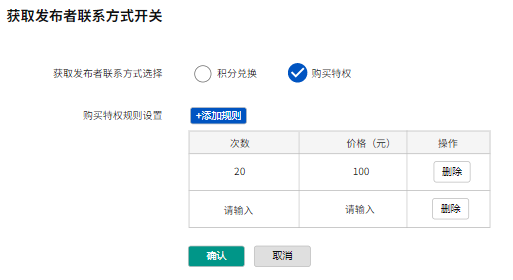 获取发布者联系方式开关
获取发布者联系方式选择 积分兑换 购买特权
购买特权规则设置 +添加规则
次数 价格（元） 操作
20 100 删除
请输入 请输入 删除
确认 取消